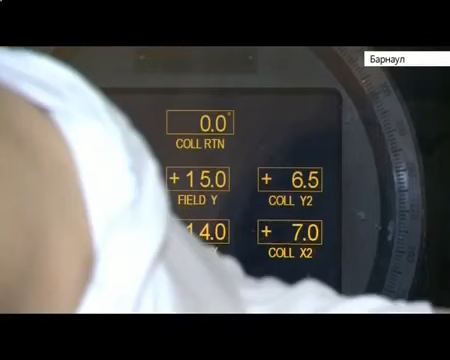 Барнаул
0.0°
COLL RTN
+ 15.0 + 6.5
FIELD Y COLL Y2
14.0 + 7.0
COLL X2